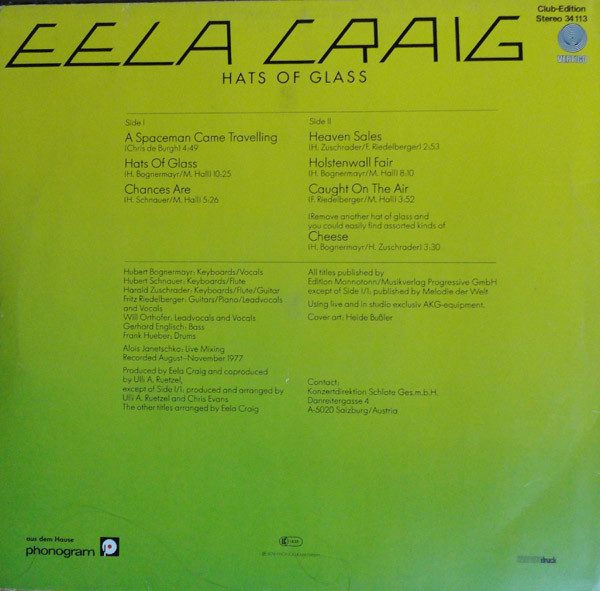 Club-Edition
Stereo 34 113
EELA CRAIG
VERTIGO
HATS OF GLASS
Side I
A Spaceman Came Travelling
(Chris de Burgh) 4:49
Hats Of Glass
(H. Bognermayr/M. Hall) 10:25
Chances Are
(H. Schnauer/M. Hall) 5:26
Side II
Heaven Sales
(H. Zuschrader/F. Riedelberger) 2:53
Holstenwall Fair
(H. Bognermayr/M. Hall) 8:10
Caught On The Air
(F. Riedelberger/M. Hall) 3:52
(Remove another hat of glass and
you could easily find assorted kinds of
Cheese
(H. Bognermayr/H. Zuschrader) 3:30
Hubert Bognermayr: Keyboards/Vocals
Hubert Schnauer: Keyboards/Flute
Harald Zuschrader: Keyboards/Flute/Guitar
Fritz Riedelberger: Guitars/Piano/Leadvocals
and Vocals
Will Orthofer: Leadvocals and Vocals
Gerhard Englisch: Bass
Frank Hueber: Drums
Alois Janetschko: Live Mixing
Recorded August–November 1977
Produced by Eela Craig and coproduced
by Ulli A. Ruetzel,
except of Side I/1: produced and arranged by
Ulli A. Ruetzel and Chris Evans
The other titles arranged by Eela Craig
All titles published by
Edition Monnotonn/Musikverlag Progressive GmbH
except of Side I/1: published by Melodie der Welt
Using live and in studio exclusiv AKG-equipment.
Cover art: Heide Bußler
Contact:
Konzertdirektion Schlote Ges.m.b.H.
Danreitergasse 4
A-5020 Salzburg/Austria
aus dem House
phonogram
druck